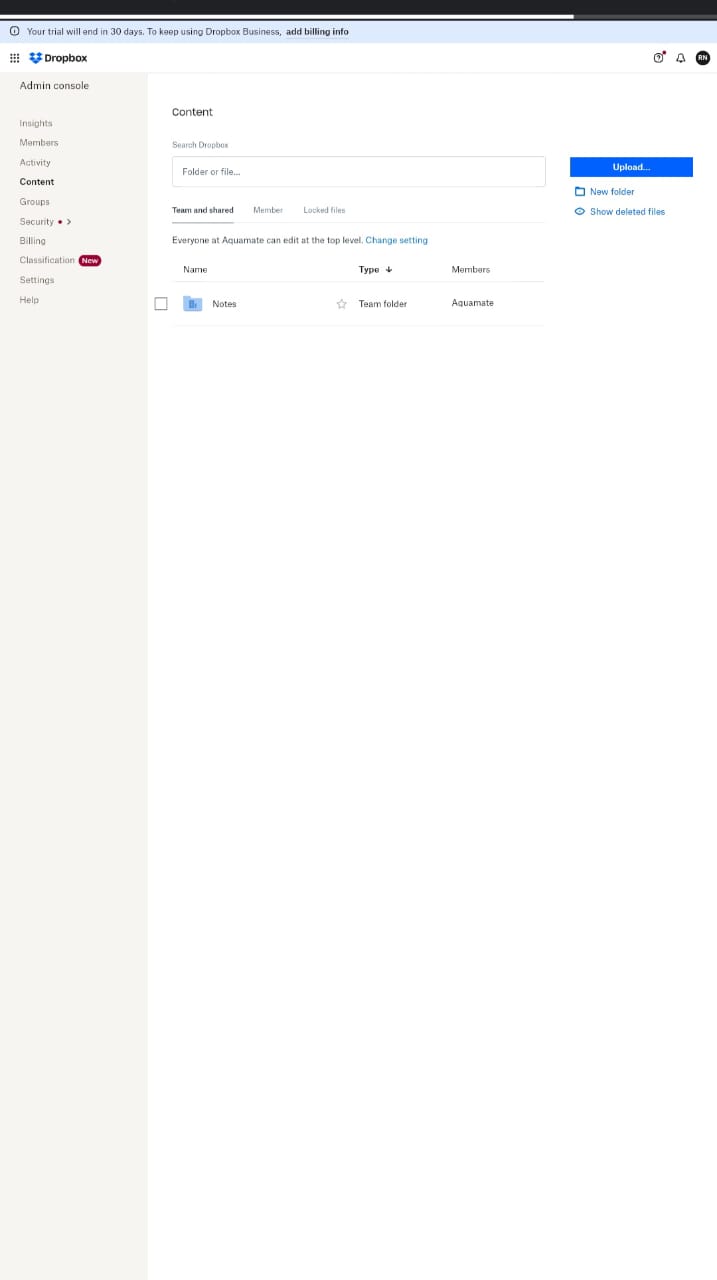 Your trial will end in 30 days. To keep using Dropbox Business, add billing info
Dropbox
RN
Admin console
Insights
Members
Activity
Content
Groups
Security
Billing
Classification New
Settings
Help
Content
Search Dropbox
Folder or file...
Team and shared Member Locked files
Everyone at Aquamate can edit at the top level. Change setting
Name Type Members
Notes Team folder Aquamate
Upload...
New folder
Show deleted files